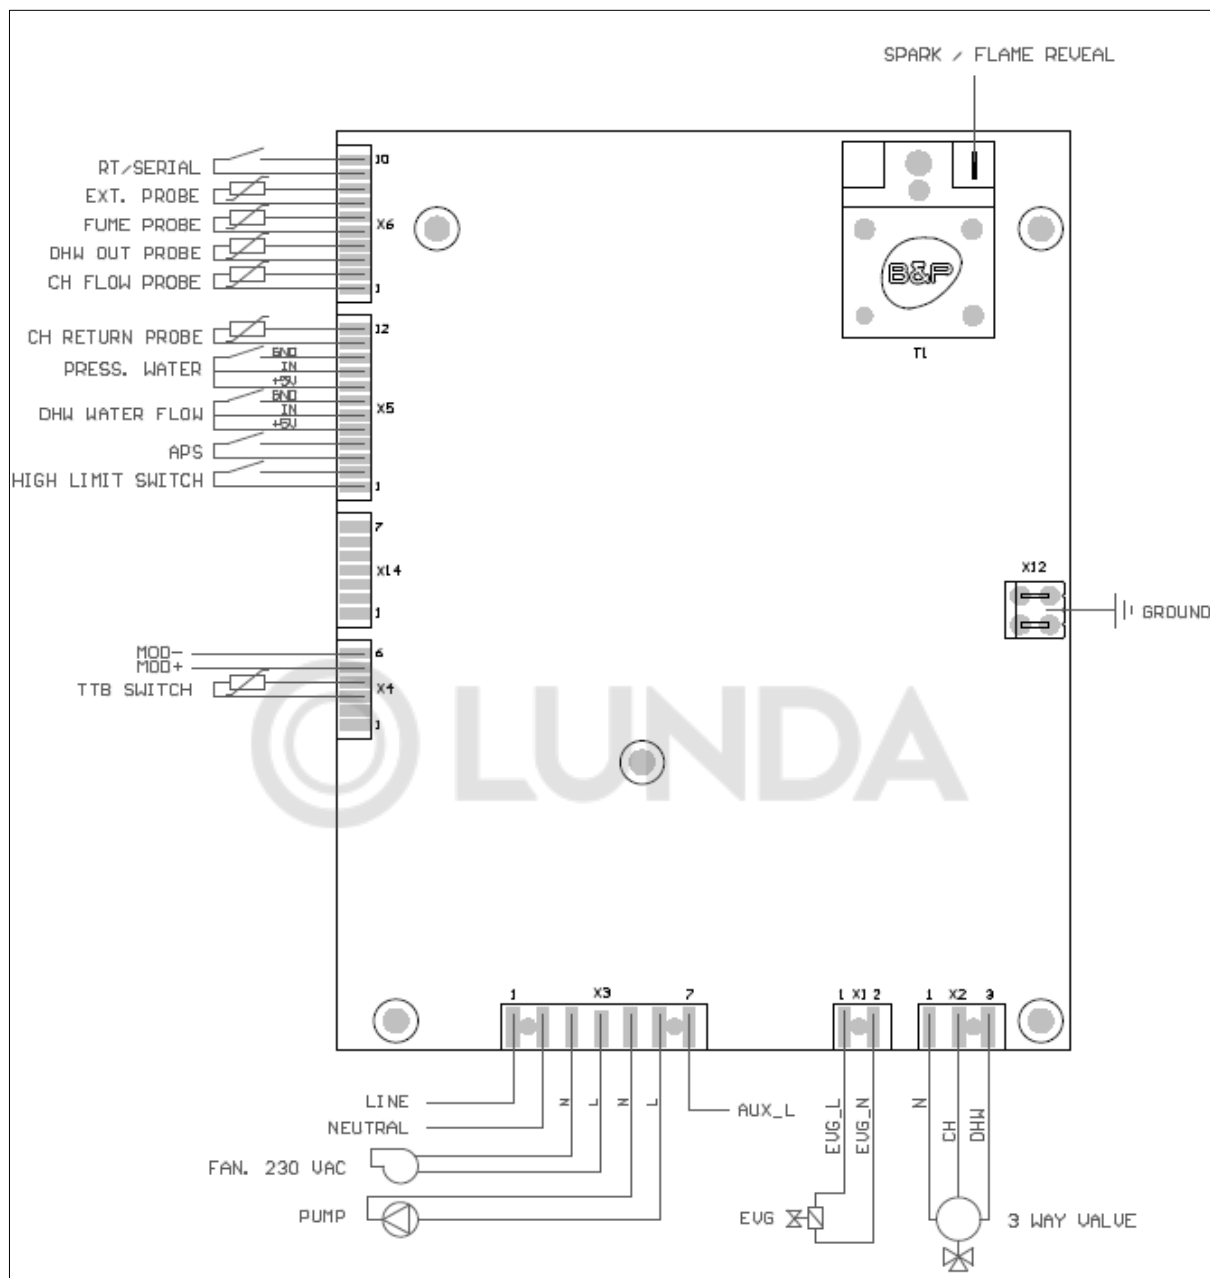 SPARK / FLAME REVEAL
RT/SERIAL
EXT. PROBE
FUME PROBE
DHW OUT PROBE
CH FLOW PROBE
10
X6
1
B&P
T1
CH RETURN PROBE
PRESS. WATER
GND
IN
+5V
DHW WATER FLOW
GND
IN
+5V
APS
HIGH LIMIT SWITCH
12
X5
1
7
X14
1
X12
GROUND
MOD-
MOD+
TTB SWITCH
6
X4
1
LUNDA
1 X3 7
1 X1 2
1 X2 3
LINE
NEUTRAL
N
L
N
L
AUX_L
FAN. 230 VAC
PUMP
EVG_L
EVG_N
EVG
N
CH
DHW
3 WAY VALVE